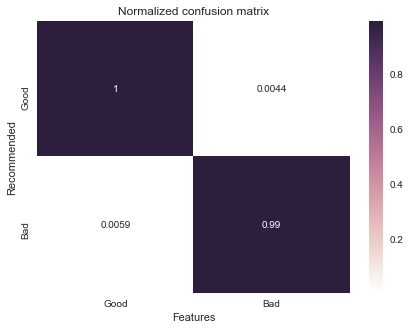 Normalized confusion matrix
Recommended
Good
Bad
1
0.0044
0.0059
0.99
Good
Bad
Features
0.8
0.6
0.4
0.2